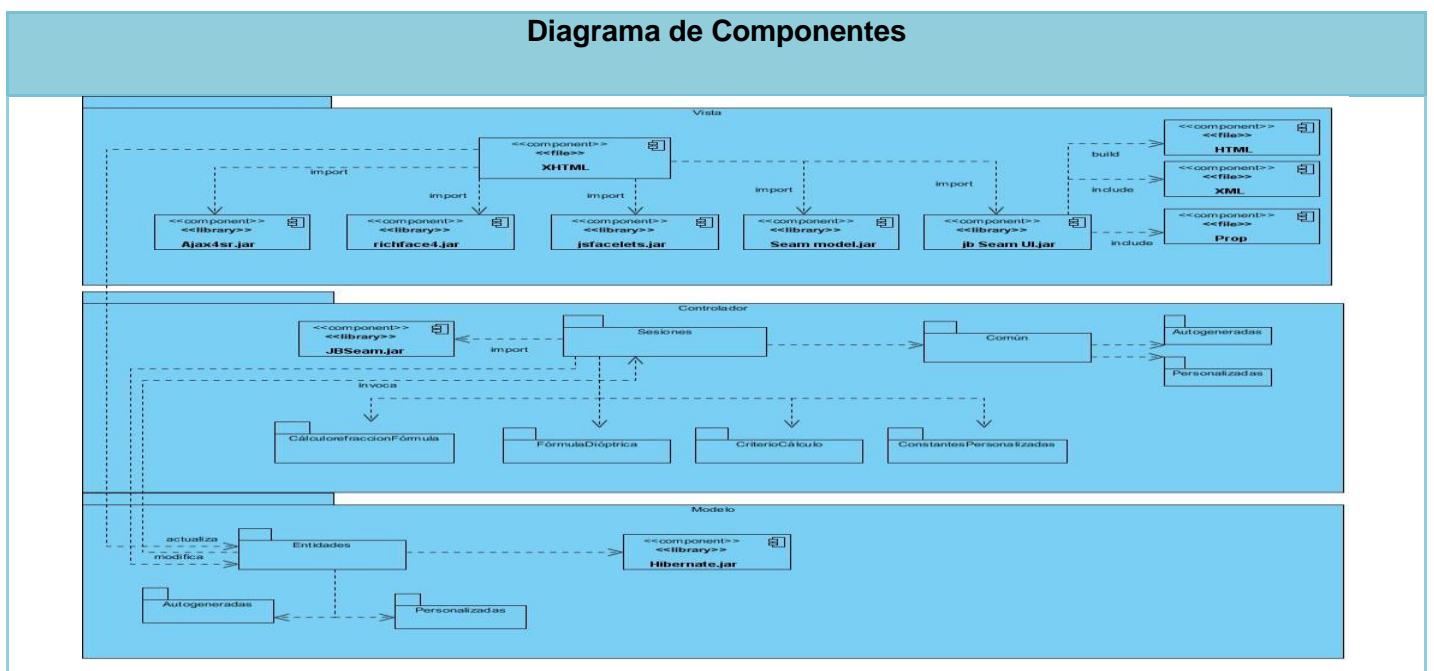 Diagrama de Componentes
Vista
<<component>>
<<file>>
XHTML
<<component>>
<<file>>
HTML
build
<<component>>
<<file>>
XML
include
import
import
import
import
import
<<component>>
<<library>>
Ajax4sr.jar
<<component>>
<<library>>
richface4.jar
<<component>>
<<library>>
jsfacelets.jar
<<component>>
<<library>>
Seam model.jar
<<component>>
<<library>>
jb Seam UI.jar
include
<<component>>
<<file>>
Prop
Controlador
<<component>>
<<library>>
JBSeam.jar
import
Sesiones
Común
Autogeneradas
Personalizadas
invoca
CálculorefraccionFórmula
FórmulaDióptrica
CriterioCálculo
ConstantesPersonalizadas
Modelo
actualiza
modifica
Entidades
<<component>>
<<library>>
Hibernate.jar
Autogeneradas
Personalizadas